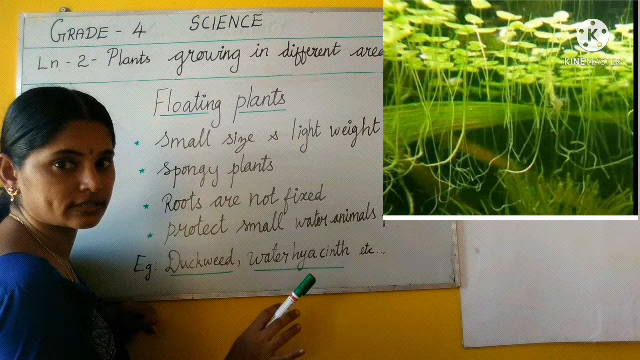 GRADE - 4 SCIENCE
Ln - 2 - Plants growing in different area
Floating plants
* Small size & light weight
* Spongy plants
* Roots are not fixed
* protect small water animals
Eg: Duckweed, water hyacinth etc...
KINEMASTER